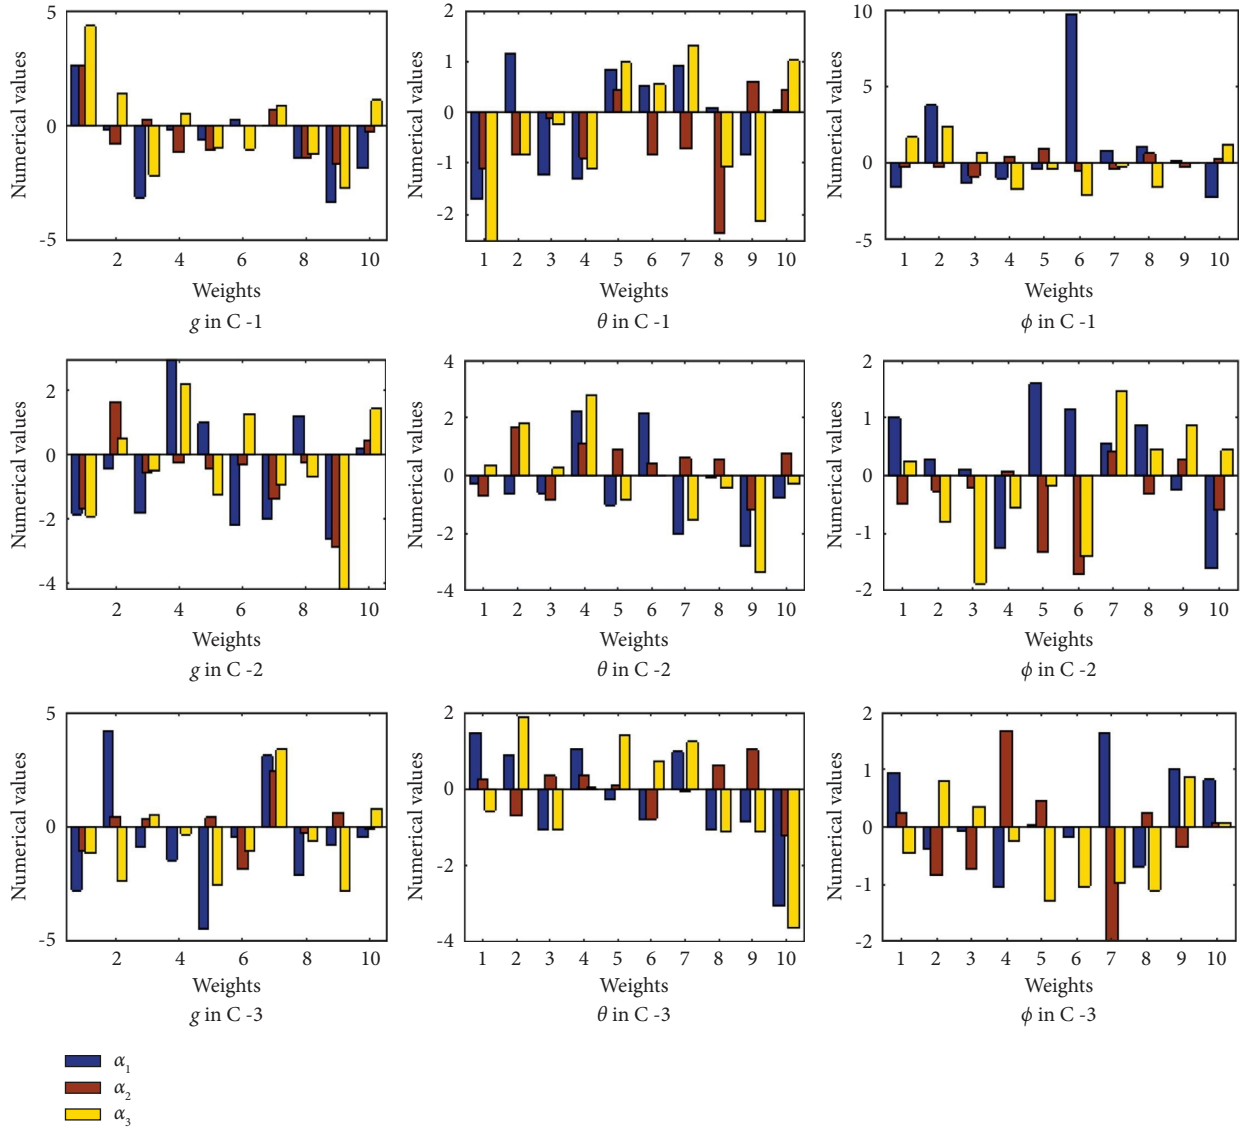 5
0
-5
Numerical values
2 4 6 8 10
Weights
g in C -1
2
1
0
-1
-2
Numerical values
1 2 3 4 5 6 7 8 9 10
Weights
θ in C -1
10
5
0
-5
Numerical values
1 2 3 4 5 6 7 8 9 10
Weights
ϕ in C -1
2
0
-2
-4
Numerical values
2 4 6 8 10
Weights
g in C -2
4
2
0
-2
-4
Numerical values
1 2 3 4 5 6 7 8 9 10
Weights
θ in C -2
2
1
0
-1
-2
Numerical values
1 2 3 4 5 6 7 8 9 10
Weights
ϕ in C -2
5
0
-5
Numerical values
2 4 6 8 10
Weights
g in C -3
2
0
-2
-4
Numerical values
1 2 3 4 5 6 7 8 9 10
Weights
θ in C -3
2
1
0
-1
-2
Numerical values
1 2 3 4 5 6 7 8 9 10
Weights
ϕ in C -3
α₁
α₂
α₃